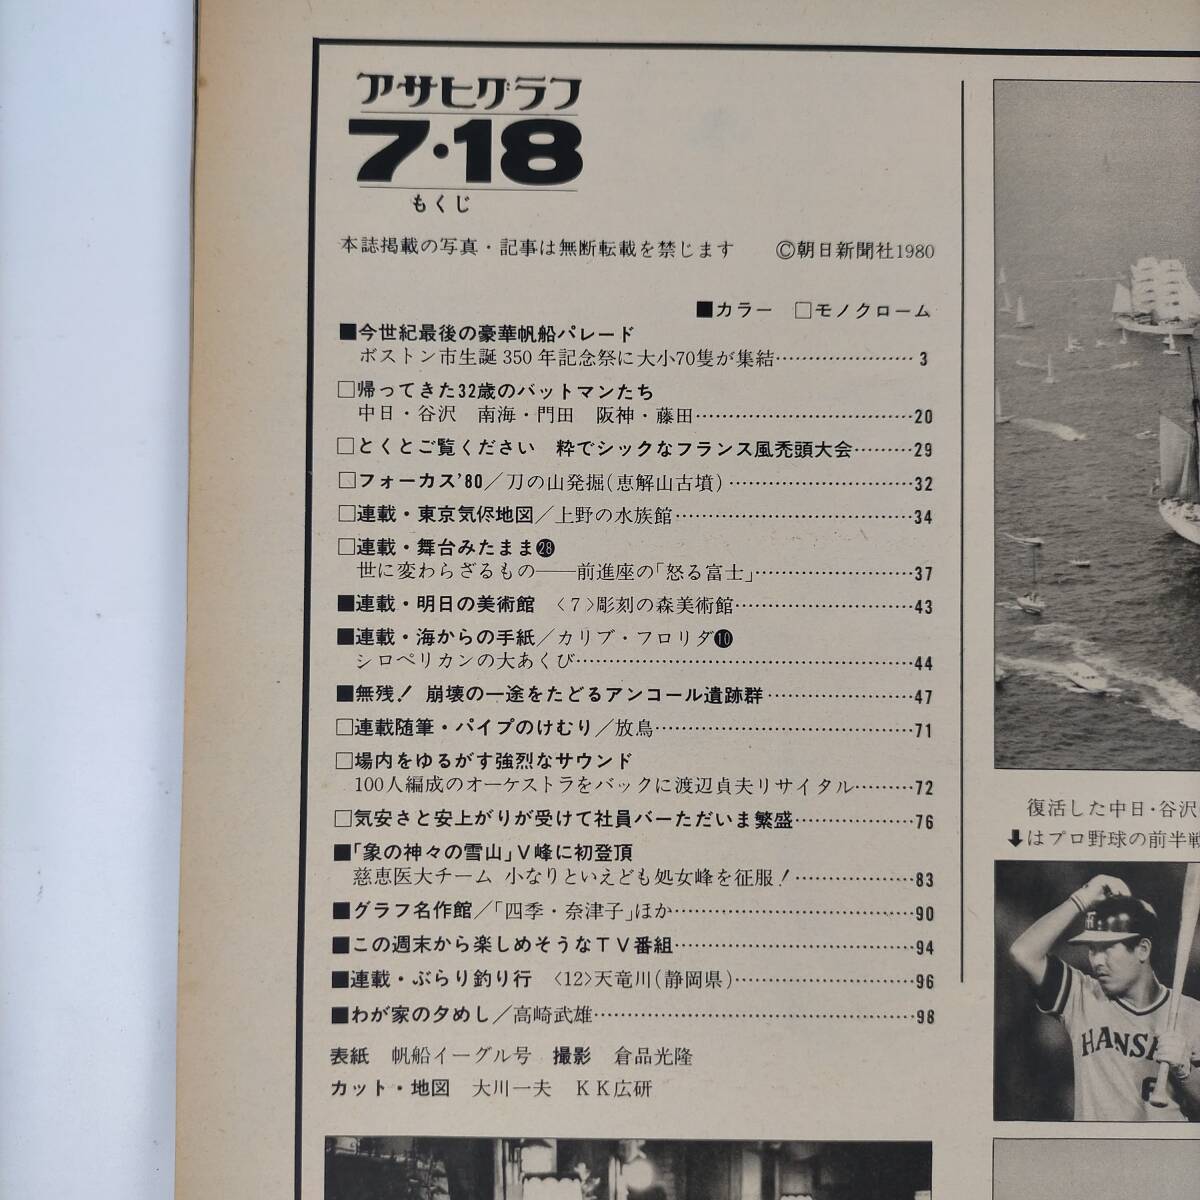 アサヒグラフ
7・18
もくじ
本誌掲載の写真・記事は無断転載を禁じます ©朝日新聞社1980
■カラー □モノクローム
■今世紀最後の豪華帆船パレード
ボストン市生誕350年記念祭に大小70隻が集結……………… 3
□帰ってきた32歳のバットマンたち
中日・谷沢 南海・門田 阪神・藤田……………………20
□とくとご覧ください 粋でシックなフランス風禿頭大会………29
□フォーカス'80／刀の山発掘(恵解山古墳)…………………32
□連載・東京気侭地図／上野の水族館………………………34
□連載・舞台みたまま㉘
世に変わらざるもの――前進座の「怒る富士」………………37
■連載・明日の美術館 〈7〉彫刻の森美術館…………………43
■連載・海からの手紙／カリブ・フロリダ❿
シロペリカンの大あくび…………………………………44
■無残！ 崩壊の一途をたどるアンコール遺跡群………………47
□連載随筆・パイプのけむり／放鳥…………………………71
□場内をゆるがす強烈なサウンド
100人編成のオーケストラをバックに渡辺貞夫リサイタル………72
□気安さと安上がりが受けて社員バーただいま繁盛……………76
■「象の神々の雪山」V峰に初登頂
慈恵医大チーム 小なりといえども処女峰を征服！……………83
■グラフ名作館／「四季・奈津子」ほか………………………90
■この週末から楽しめそうなTV番組…………………………94
■連載・ぶらり釣り行 〈12〉天竜川(静岡県)…………………96
■わが家の夕めし／高崎武雄………………………………98
表紙 帆船イーグル号 撮影 倉品光隆
カット・地図 大川一夫 KK広研
復活した中日・谷沢
⬇はプロ野球の前半戦
HANSH
6